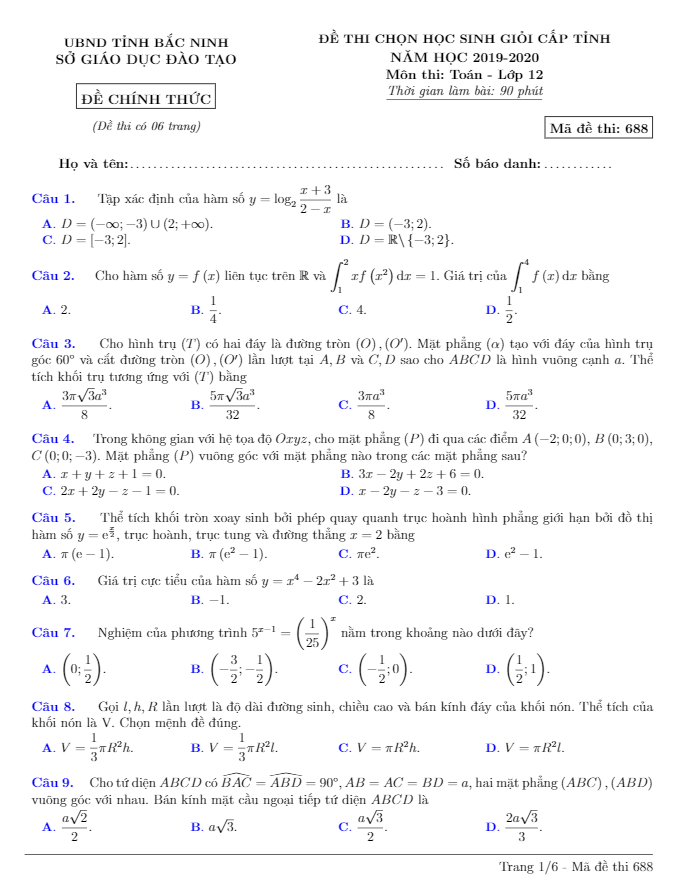 UBND TỈNH BẮC NINH
SỞ GIÁO DỤC ĐÀO TẠO
ĐỀ CHÍNH THỨC
(Đề thi có 06 trang)
ĐỀ THI CHỌN HỌC SINH GIỎI CẤP TỈNH
NĂM HỌC 2019-2020
Môn thi: Toán - Lớp 12
Thời gian làm bài: 90 phút
Mã đề thi: 688
Họ và tên:..................................................... Số báo danh:............
Câu 1. Tập xác định của hàm số $y = \log_2 \frac{x+3}{2-x}$ là
A. $D = (-\infty; -3) \cup (2; +\infty)$. B. $D = (-3; 2)$.
C. $D = [-3; 2]$. D. $D = \mathbb{R} \backslash \{-3; 2\}$.
Câu 2. Cho hàm số $y = f(x)$ liên tục trên $\mathbb{R}$ và $\int_1^2 xf(x^2)\,\mathrm{d}x = 1$. Giá trị của $\int_1^4 f(x)\,\mathrm{d}x$ bằng
A. 2. B. $\frac{1}{4}$. C. 4. D. $\frac{1}{2}$.
Câu 3. Cho hình trụ $(T)$ có hai đáy là đường tròn $(O), (O')$. Mặt phẳng $(\alpha)$ tạo với đáy của hình trụ
góc 60° và cắt đường tròn $(O), (O')$ lần lượt tại $A, B$ và $C, D$ sao cho $ABCD$ là hình vuông cạnh $a$. Thể
tích khối trụ tương ứng với $(T)$ bằng
A. $\frac{3\pi\sqrt{3}a^3}{8}$. B. $\frac{5\pi\sqrt{3}a^3}{32}$. C. $\frac{3\pi a^3}{8}$. D. $\frac{5\pi a^3}{32}$.
Câu 4. Trong không gian với hệ tọa độ $Oxyz$, cho mặt phẳng $(P)$ đi qua các điểm $A(-2; 0; 0)$, $B(0; 3; 0)$,
$C(0; 0; -3)$. Mặt phẳng $(P)$ vuông góc với mặt phẳng nào trong các mặt phẳng sau?
A. $x + y + z + 1 = 0$. B. $3x - 2y + 2z + 6 = 0$.
C. $2x + 2y - z - 1 = 0$. D. $x - 2y - z - 3 = 0$.
Câu 5. Thể tích khối tròn xoay sinh bởi phép quay quanh trục hoành hình phẳng giới hạn bởi đồ thị
hàm số $y = \mathrm{e}^{\frac{x}{2}}$, trục hoành, trục tung và đường thẳng $x = 2$ bằng
A. $\pi(\mathrm{e} - 1)$. B. $\pi(\mathrm{e}^2 - 1)$. C. $\pi\mathrm{e}^2$. D. $\mathrm{e}^2 - 1$.
Câu 6. Giá trị cực tiểu của hàm số $y = x^4 - 2x^2 + 3$ là
A. 3. B. −1. C. 2. D. 1.
Câu 7. Nghiệm của phương trình $5^{x-1} = \left(\frac{1}{25}\right)^x$ nằm trong khoảng nào dưới đây?
A. $\left(0; \frac{1}{2}\right)$. B. $\left(-\frac{3}{2}; -\frac{1}{2}\right)$. C. $\left(-\frac{1}{2}; 0\right)$. D. $\left(\frac{1}{2}; 1\right)$.
Câu 8. Gọi $l, h, R$ lần lượt là độ dài đường sinh, chiều cao và bán kính đáy của khối nón. Thể tích của
khối nón là V. Chọn mệnh đề đúng.
A. $V = \frac{1}{3}\pi R^2 h$. B. $V = \frac{1}{3}\pi R^2 l$. C. $V = \pi R^2 h$. D. $V = \pi R^2 l$.
Câu 9. Cho tứ diện $ABCD$ có $\widehat{BAC} = \widehat{ABD} = 90°$, $AB = AC = BD = a$, hai mặt phẳng $(ABC), (ABD)$
vuông góc với nhau. Bán kính mặt cầu ngoại tiếp tứ diện $ABCD$ là
A. $\frac{a\sqrt{2}}{2}$. B. $a\sqrt{3}$. C. $\frac{a\sqrt{3}}{2}$. D. $\frac{2a\sqrt{3}}{3}$.
Trang 1/6 - Mã đề thi 688